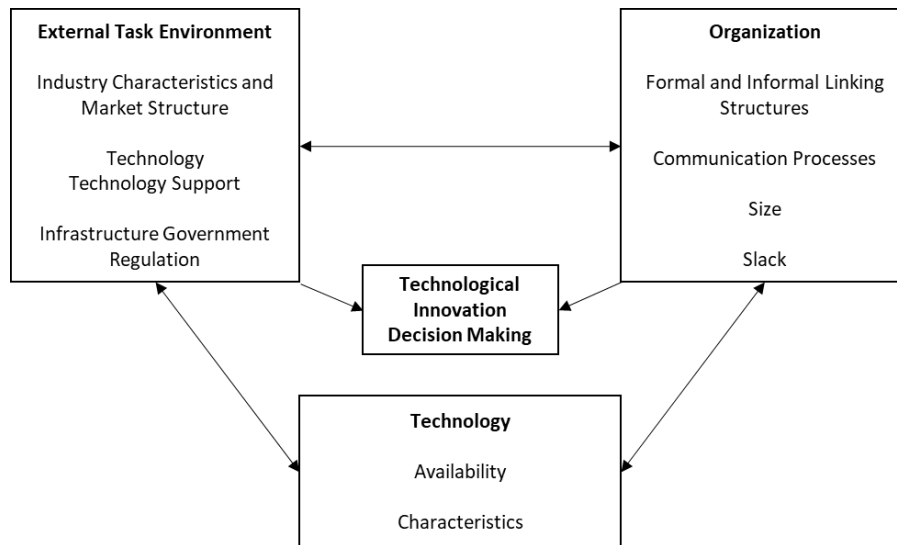 External Task Environment
Industry Characteristics and
Market Structure
Technology
Technology Support
Infrastructure Government
Regulation
Organization
Formal and Informal Linking
Structures
Communication Processes
Size
Slack
Technological
Innovation
Decision Making
Technology
Availability
Characteristics